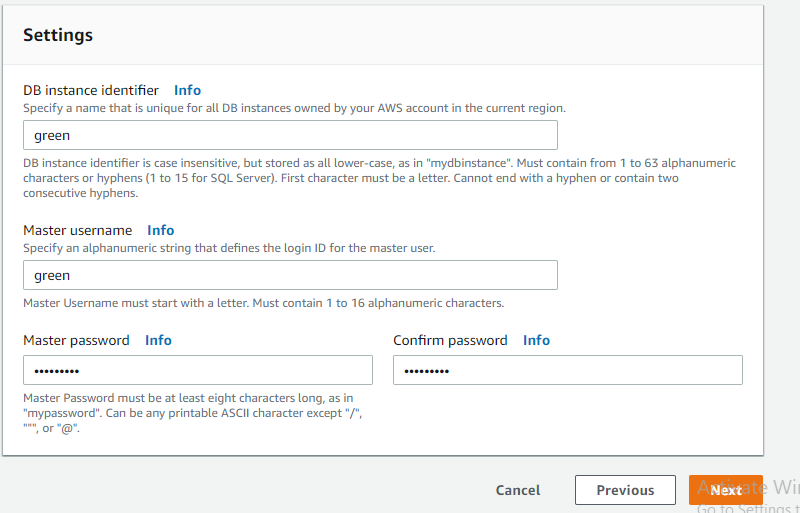 Settings
DB instance identifier Info
Specify a name that is unique for all DB instances owned by your AWS account in the current region.
green
DB instance identifier is case insensitive, but stored as all lower-case, as in "mydbinstance". Must contain from 1 to 63 alphanumeric
characters or hyphens (1 to 15 for SQL Server). First character must be a letter. Cannot end with a hyphen or contain two
consecutive hyphens.
Master username Info
Specify an alphanumeric string that defines the login ID for the master user.
green
Master Username must start with a letter. Must contain 1 to 16 alphanumeric characters.
Master password Info Confirm password Info
••••••••• •••••••••
Master Password must be at least eight characters long, as in
"mypassword". Can be any printable ASCII character except "/",
""", or "@".
Cancel Previous Next
Activate Wi
Go to Settings t